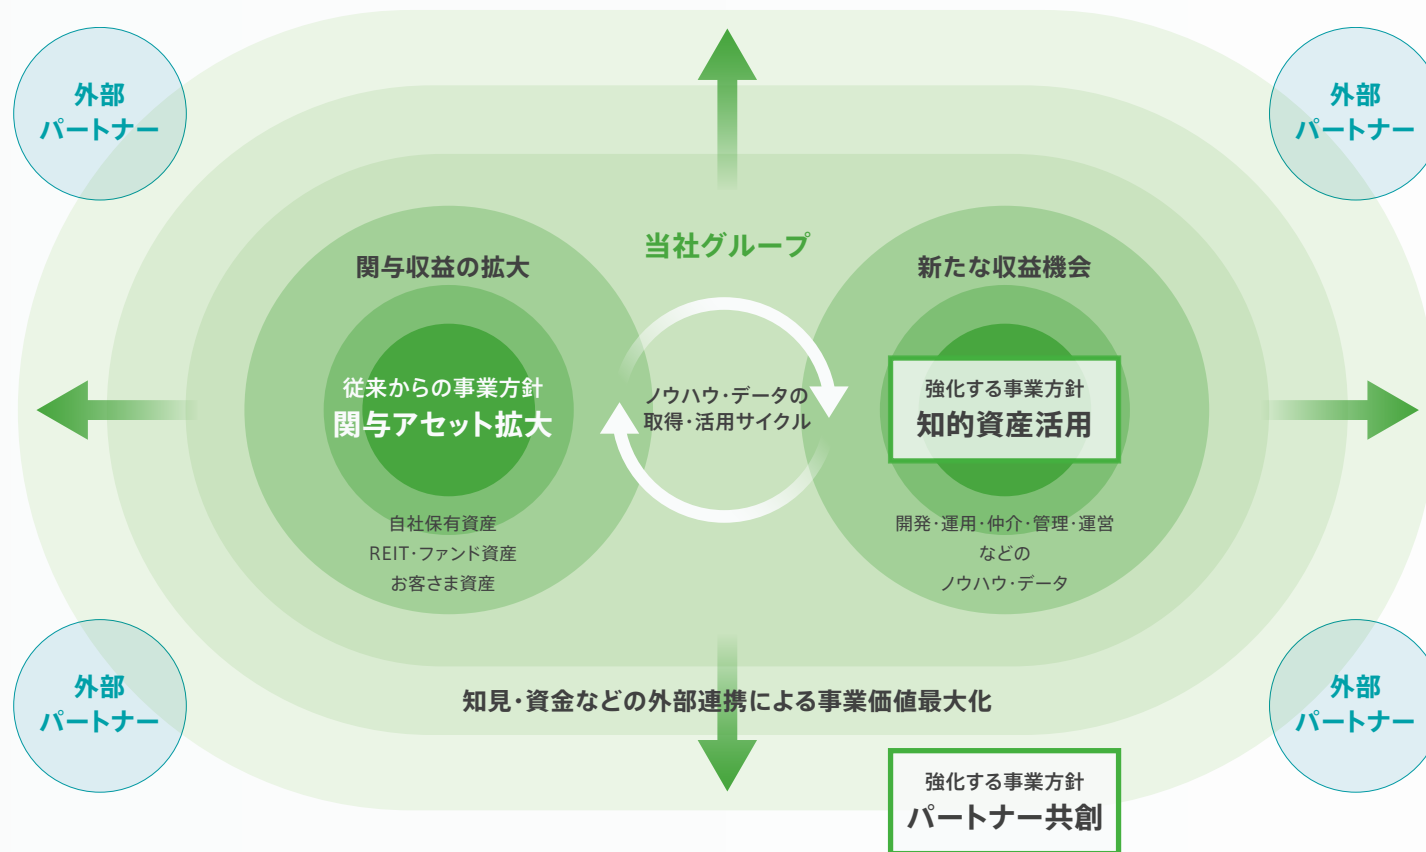 外部
パートナー
外部
パートナー
当社グループ
関与収益の拡大
新たな収益機会
従来からの事業方針
関与アセット拡大
ノウハウ・データの
取得・活用サイクル
強化する事業方針
知的資産活用
自社保有資産
REIT・ファンド資産
お客さま資産
開発・運用・仲介・管理・運営
などの
ノウハウ・データ
外部
パートナー
外部
パートナー
知見・資金などの外部連携による事業価値最大化
強化する事業方針
パートナー共創